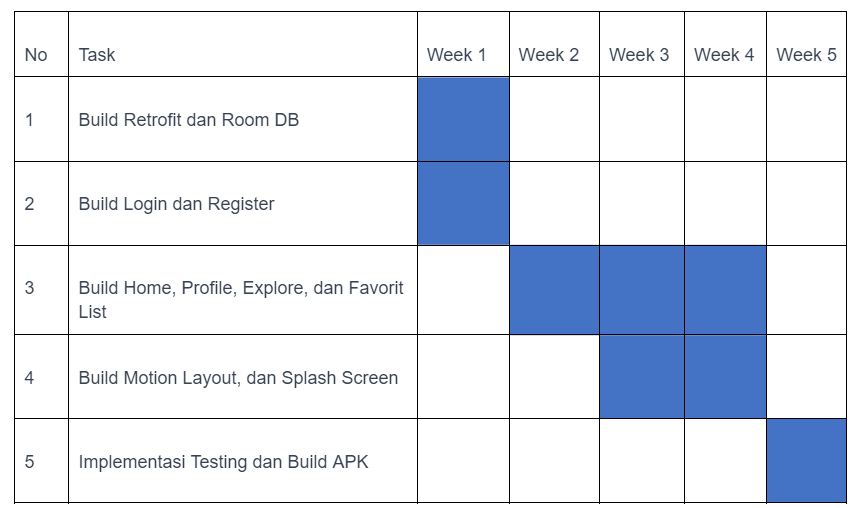 No Task Week 1 Week 2 Week 3 Week 4 Week 5
1 Build Retrofit dan Room DB
2 Build Login dan Register
3 Build Home, Profile, Explore, dan Favorit
List
4 Build Motion Layout, dan Splash Screen
5 Implementasi Testing dan Build APK